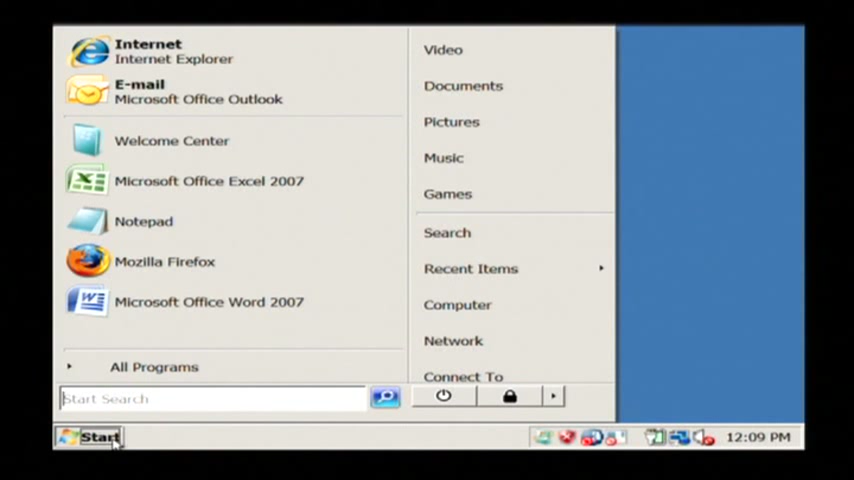 Internet
Internet Explorer
E-mail
Microsoft Office Outlook
Welcome Center
Microsoft Office Excel 2007
Notepad
Mozilla Firefox
Microsoft Office Word 2007
All Programs
Start Search
Video
Documents
Pictures
Music
Games
Search
Recent Items
Computer
Network
Connect To
Start
12:09 PM